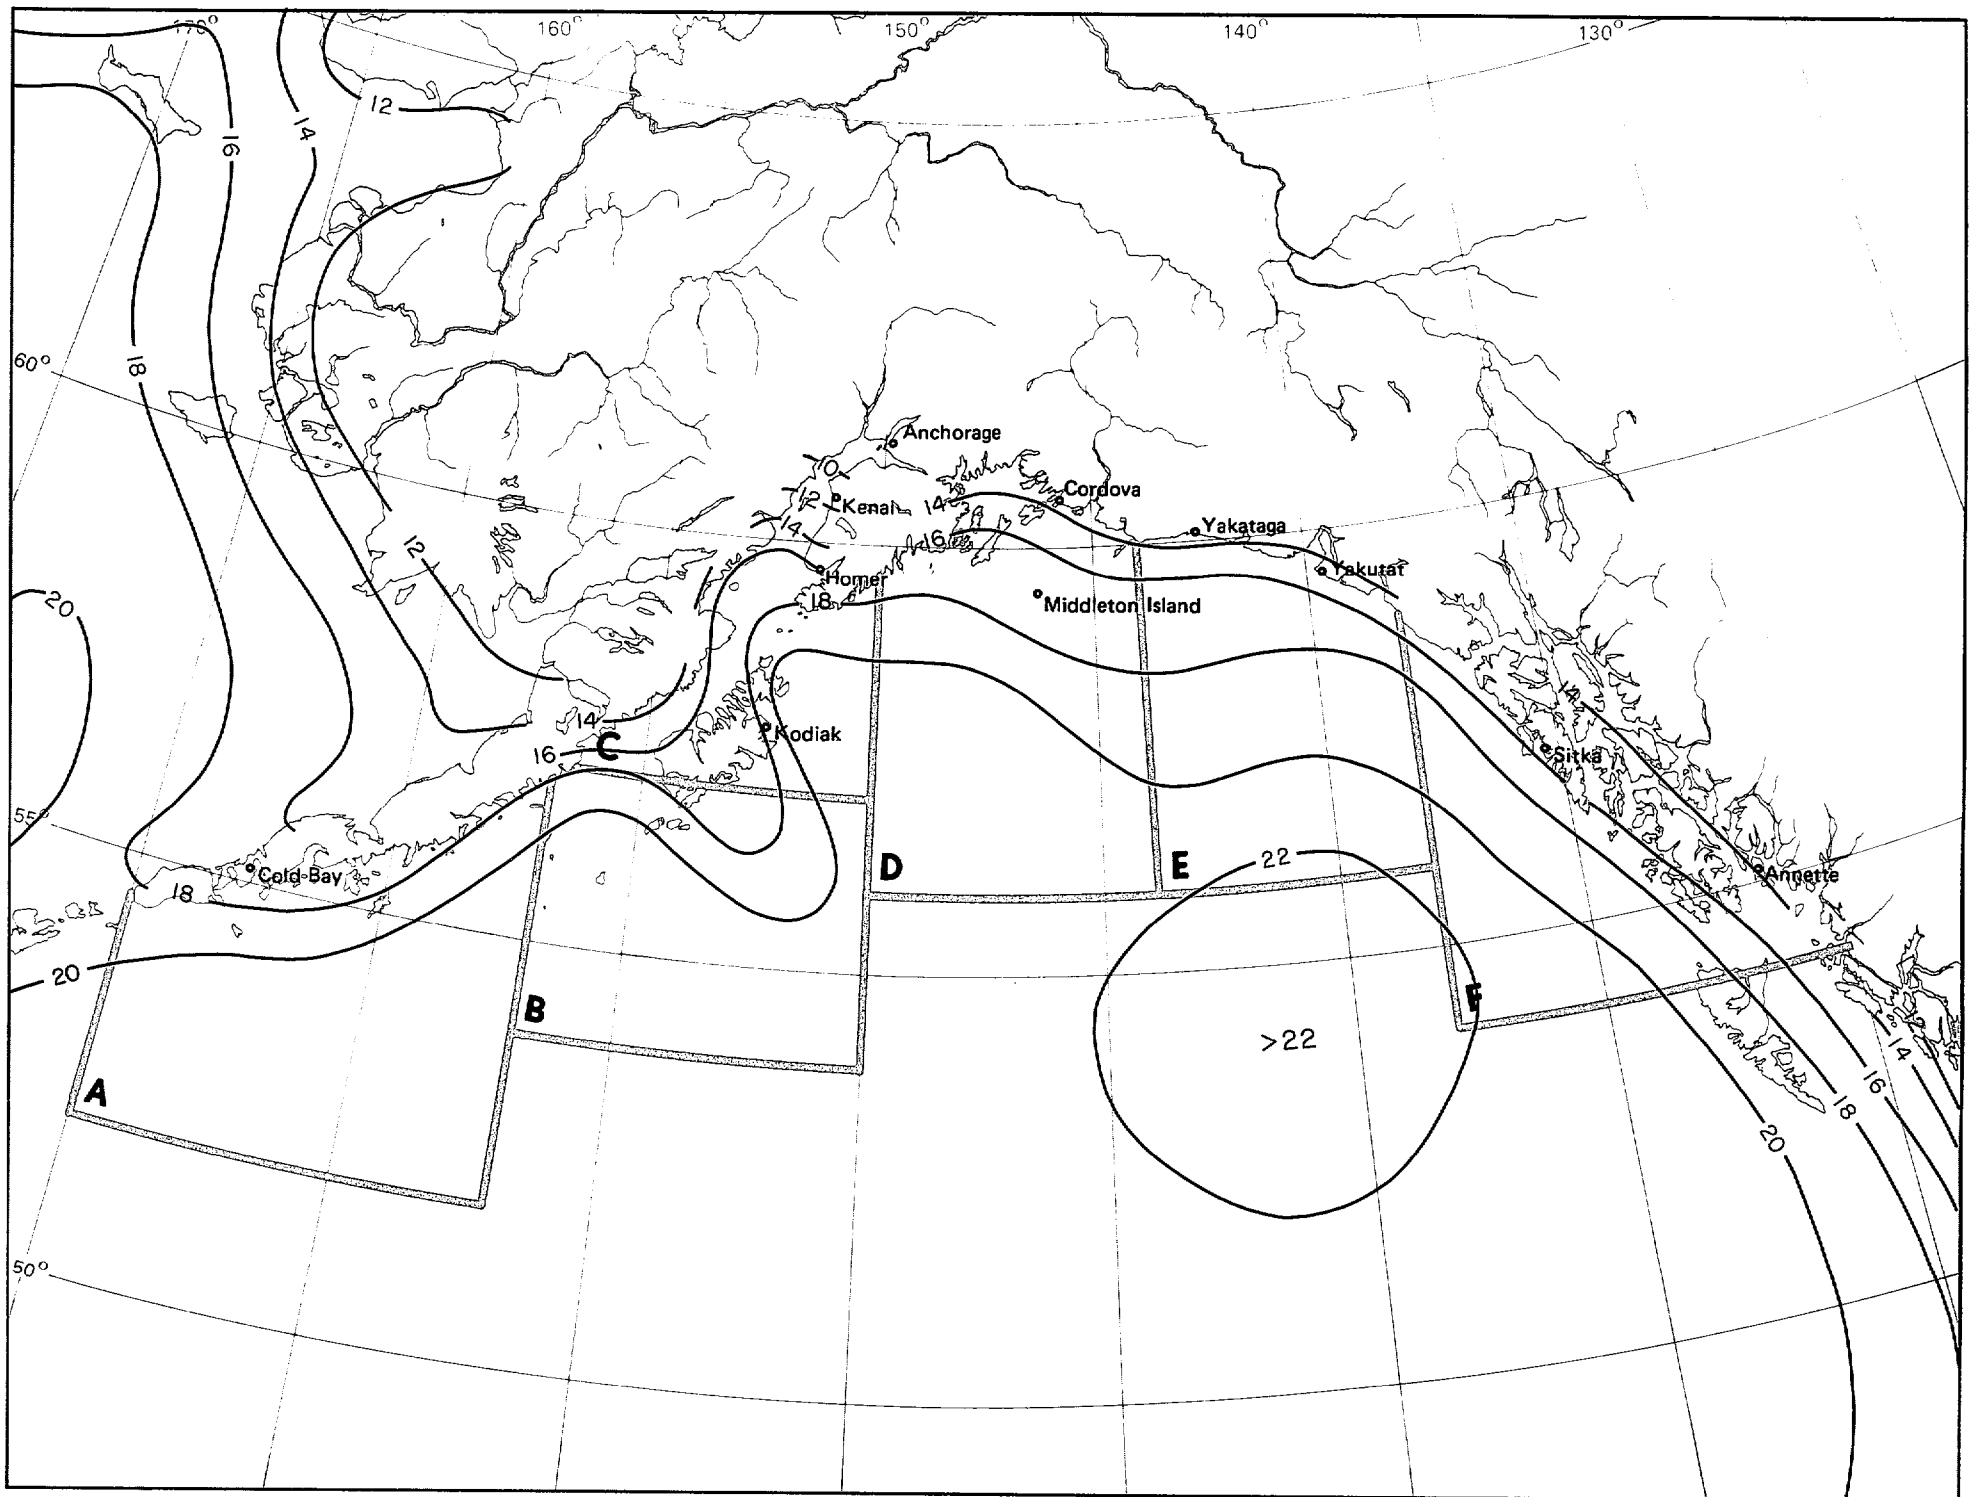 170° 160° 150° 140° 130°
12
14
16
18
60°
Anchorage
10
12
Kenai
14
Cordova
14
16
Yakataga
12
Homer
Yakutat
18
Middleton Island
20
14
14
Kodiak
16
C
Sitka
55°
22
D
E
Cold Bay
Annette
18
20
B
F
>22
14
16
A
18
20
50°